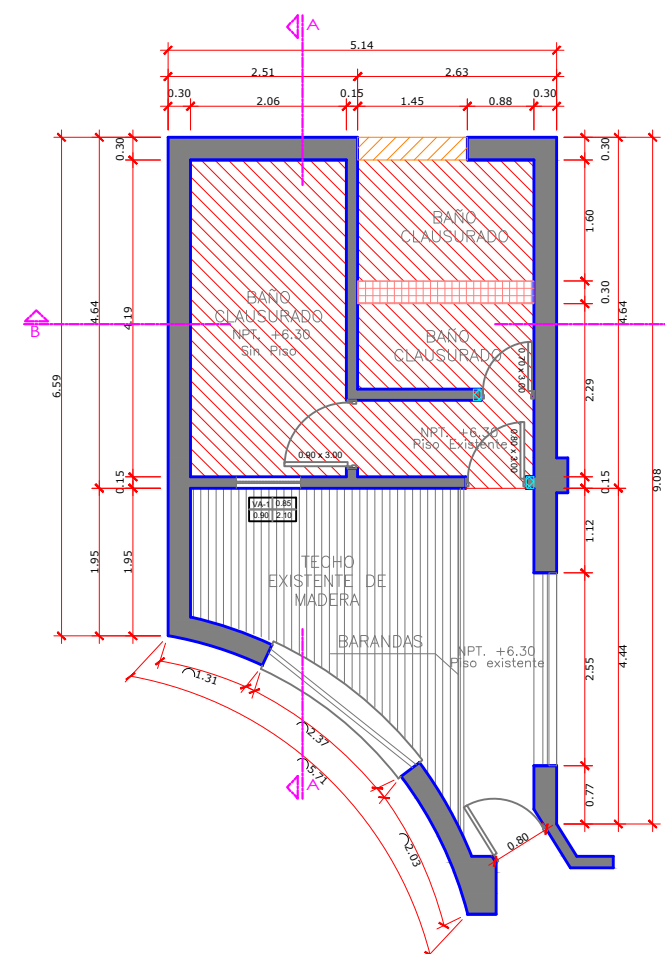 A
5.14
2.51
2.63
0.30
2.06
0.15
1.45
0.88
0.30
0.30
0.30
0.30
BAÑO
CLAUSURADO
1.60
0.30
BAÑO
CLAUSURADO
NPT. +6.30
Sin Piso
B
4.64
4.19
4.64
BAÑO
CLAUSURADO
0.70 x 3.00
6.59
2.29
NPT. +6.30
Piso Existente
0.90 x 3.00
0.80 x 3.00
0.15
0.15
9.08
VA-1 0.85
0.90 2.10
1.12
1.95
1.95
TECHO
EXISTENTE DE
MADERA
BARANDAS
NPT. +6.30
Piso existente
2.55
4.44
1.31
2.37
5.71
A
0.77
0.80
2.03